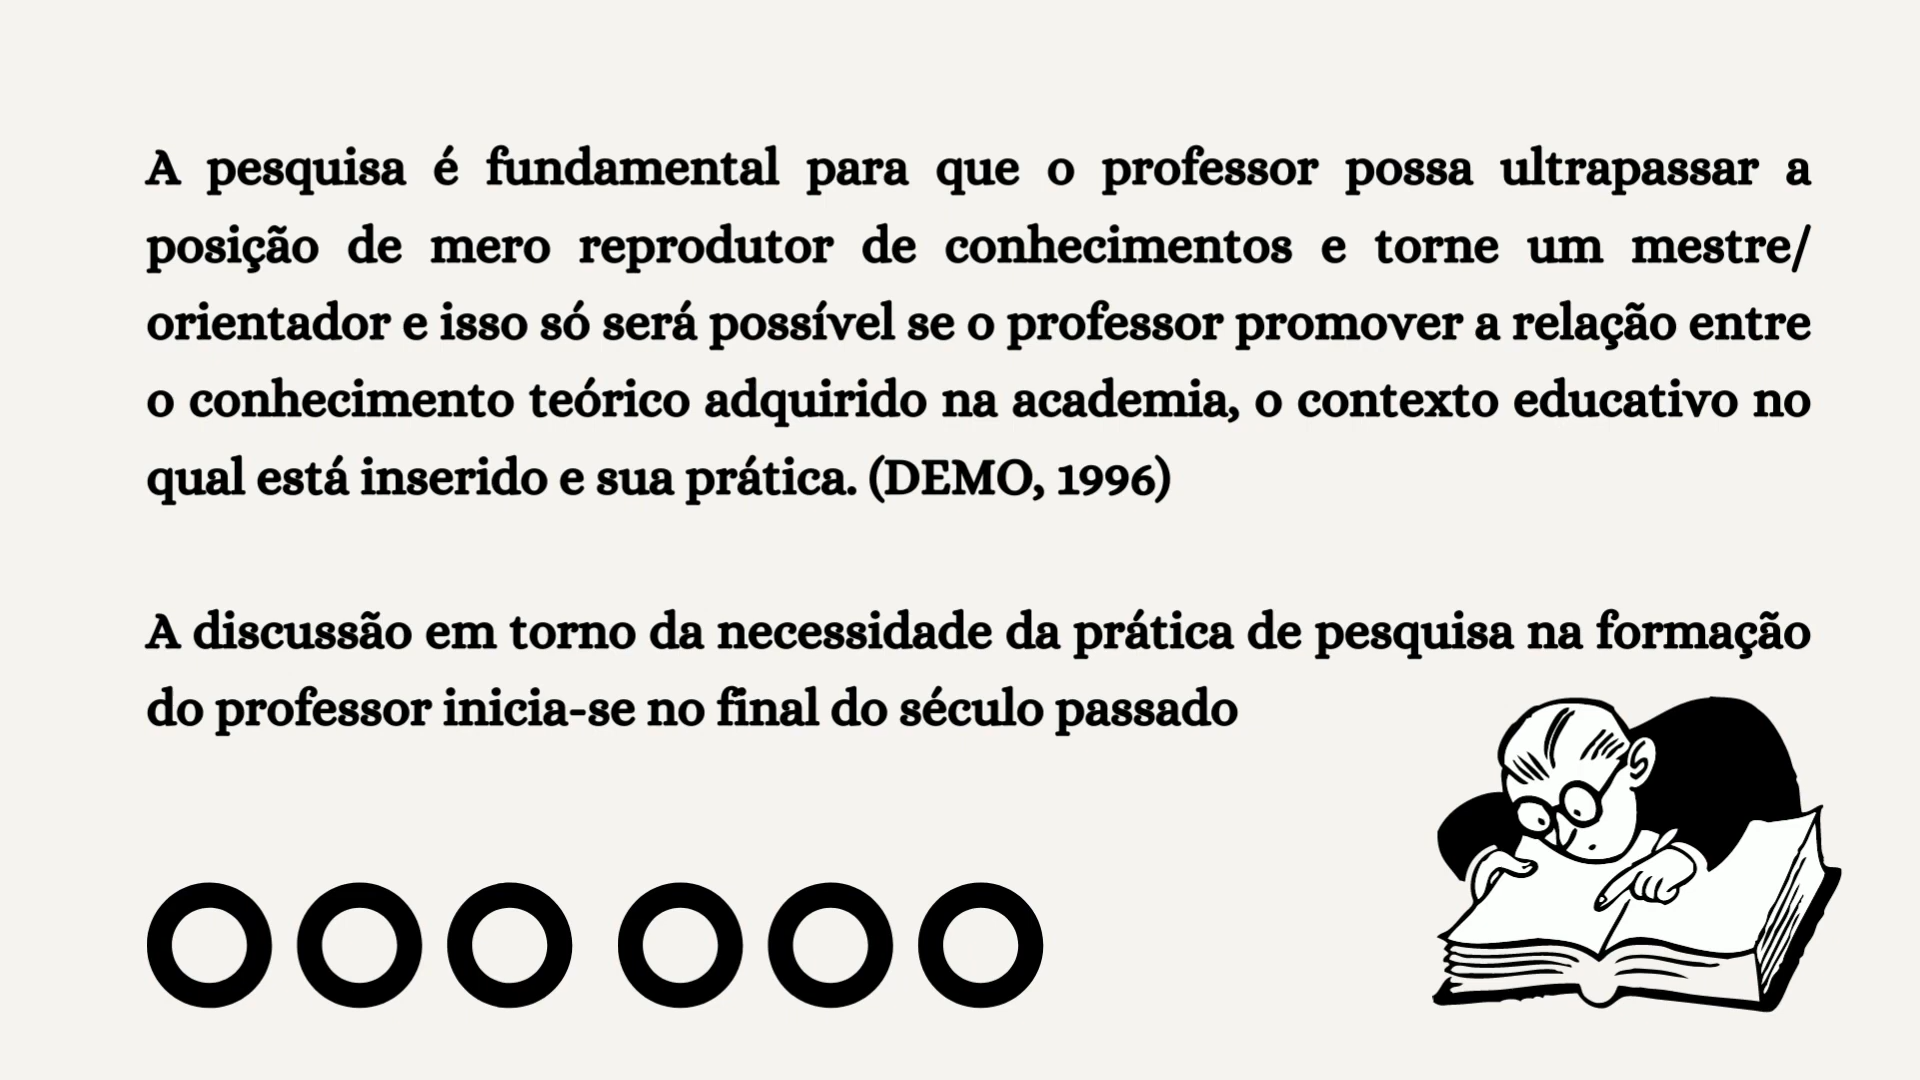 A pesquisa é fundamental para que o professor possa ultrapassar a
posição de mero reprodutor de conhecimentos e torne um mestre/
orientador e isso só será possível se o professor promover a relação entre
o conhecimento teórico adquirido na academia, o contexto educativo no
qual está inserido e sua prática. (DEMO, 1996)
A discussão em torno da necessidade da prática de pesquisa na formação
do professor inicia-se no final do século passado